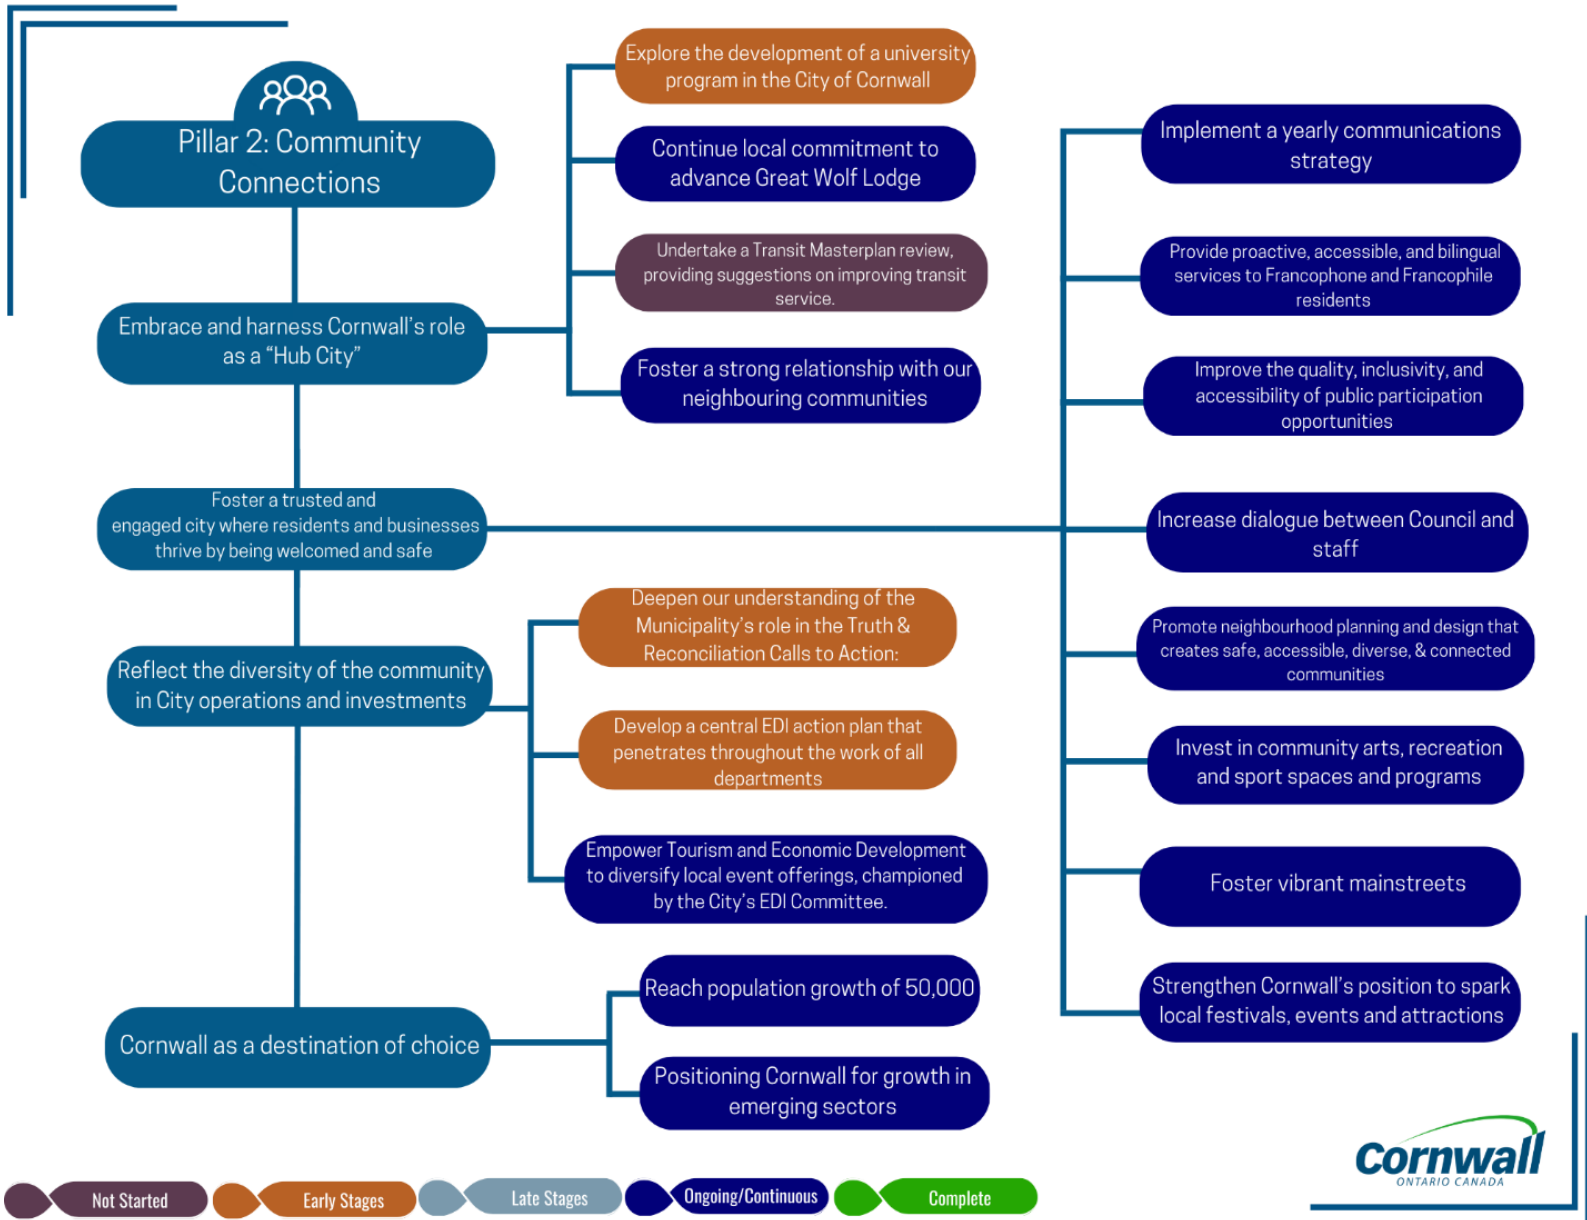 Pillar 2: Community
Connections
Embrace and harness Cornwall's role
as a “Hub City”
Explore the development of a university
program in the City of Cornwall
Continue local commitment to
advance Great Wolf Lodge
Undertake a Transit Masterplan review,
providing suggestions on improving transit
service.
Foster a strong relationship with our
neighbouring communities
Foster a trusted and
engaged city where residents and businesses
thrive by being welcomed and safe
Implement a yearly communications
strategy
Provide proactive, accessible, and bilingual
services to Francophone and Francophile
residents
Improve the quality, inclusivity, and
accessibility of public participation
opportunities
Increase dialogue between Council and
staff
Promote neighbourhood planning and design that
creates safe, accessible, diverse, & connected
communities
Invest in community arts, recreation
and sport spaces and programs
Foster vibrant mainstreets
Strengthen Cornwall's position to spark
local festivals, events and attractions
Reflect the diversity of the community
in City operations and investments
Deepen our understanding of the
Municipality's role in the Truth &
Reconciliation Calls to Action:
Develop a central EDI action plan that
penetrates throughout the work of all
departments
Empower Tourism and Economic Development
to diversify local event offerings, championed
by the City's EDI Committee.
Cornwall as a destination of choice
Reach population growth of 50,000
Positioning Cornwall for growth in
emerging sectors
Not Started
Early Stages
Late Stages
Ongoing/Continuous
Complete
Cornwall
ONTARIO CANADA